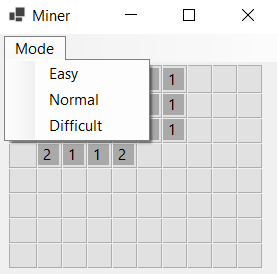 Miner
Mode
Easy
Normal
Difficult
1
1
1
2 1 1 2